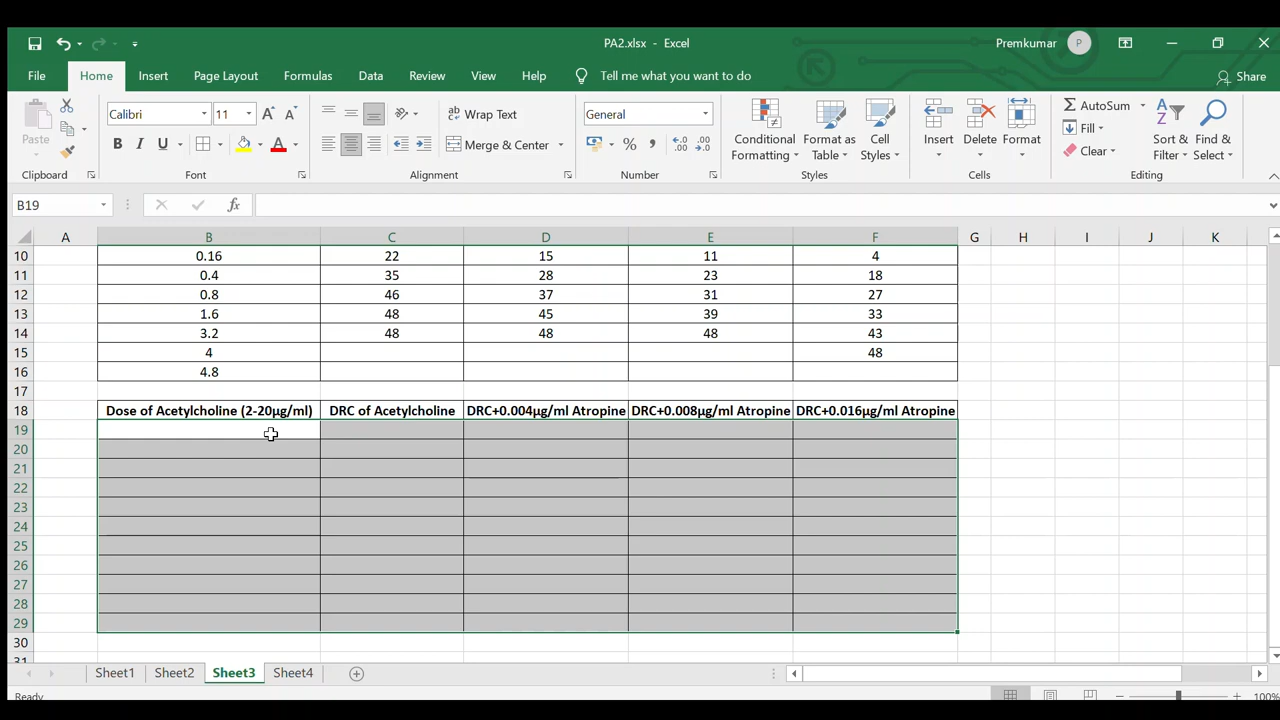 PA2.xlsx - Excel
Premkumar P
File Home Insert Page Layout Formulas Data Review View Help Tell me what you want to do Share
Paste
Calibri 11
Wrap Text
General
Conditional Formatting
Format as Table
Cell Styles
Insert Delete Format
AutoSum
Fill
Clear
Sort & Filter
Find & Select
B I U
Merge & Center
Clipboard Font Alignment Number Styles Cells Editing
B19 fx
A B C D E F G H I J K
10 0.16 22 15 11 4
11 0.4 35 28 23 18
12 0.8 46 37 31 27
13 1.6 48 45 39 33
14 3.2 48 48 48 43
15 4 48
16 4.8
17
18 Dose of Acetylcholine (2-20µg/ml) DRC of Acetylcholine DRC+0.004µg/ml Atropine DRC+0.008µg/ml Atropine DRC+0.016µg/ml Atropine
19
20
21
22
23
24
25
26
27
28
29
30
31
Sheet1 Sheet2 Sheet3 Sheet4
Ready 100%